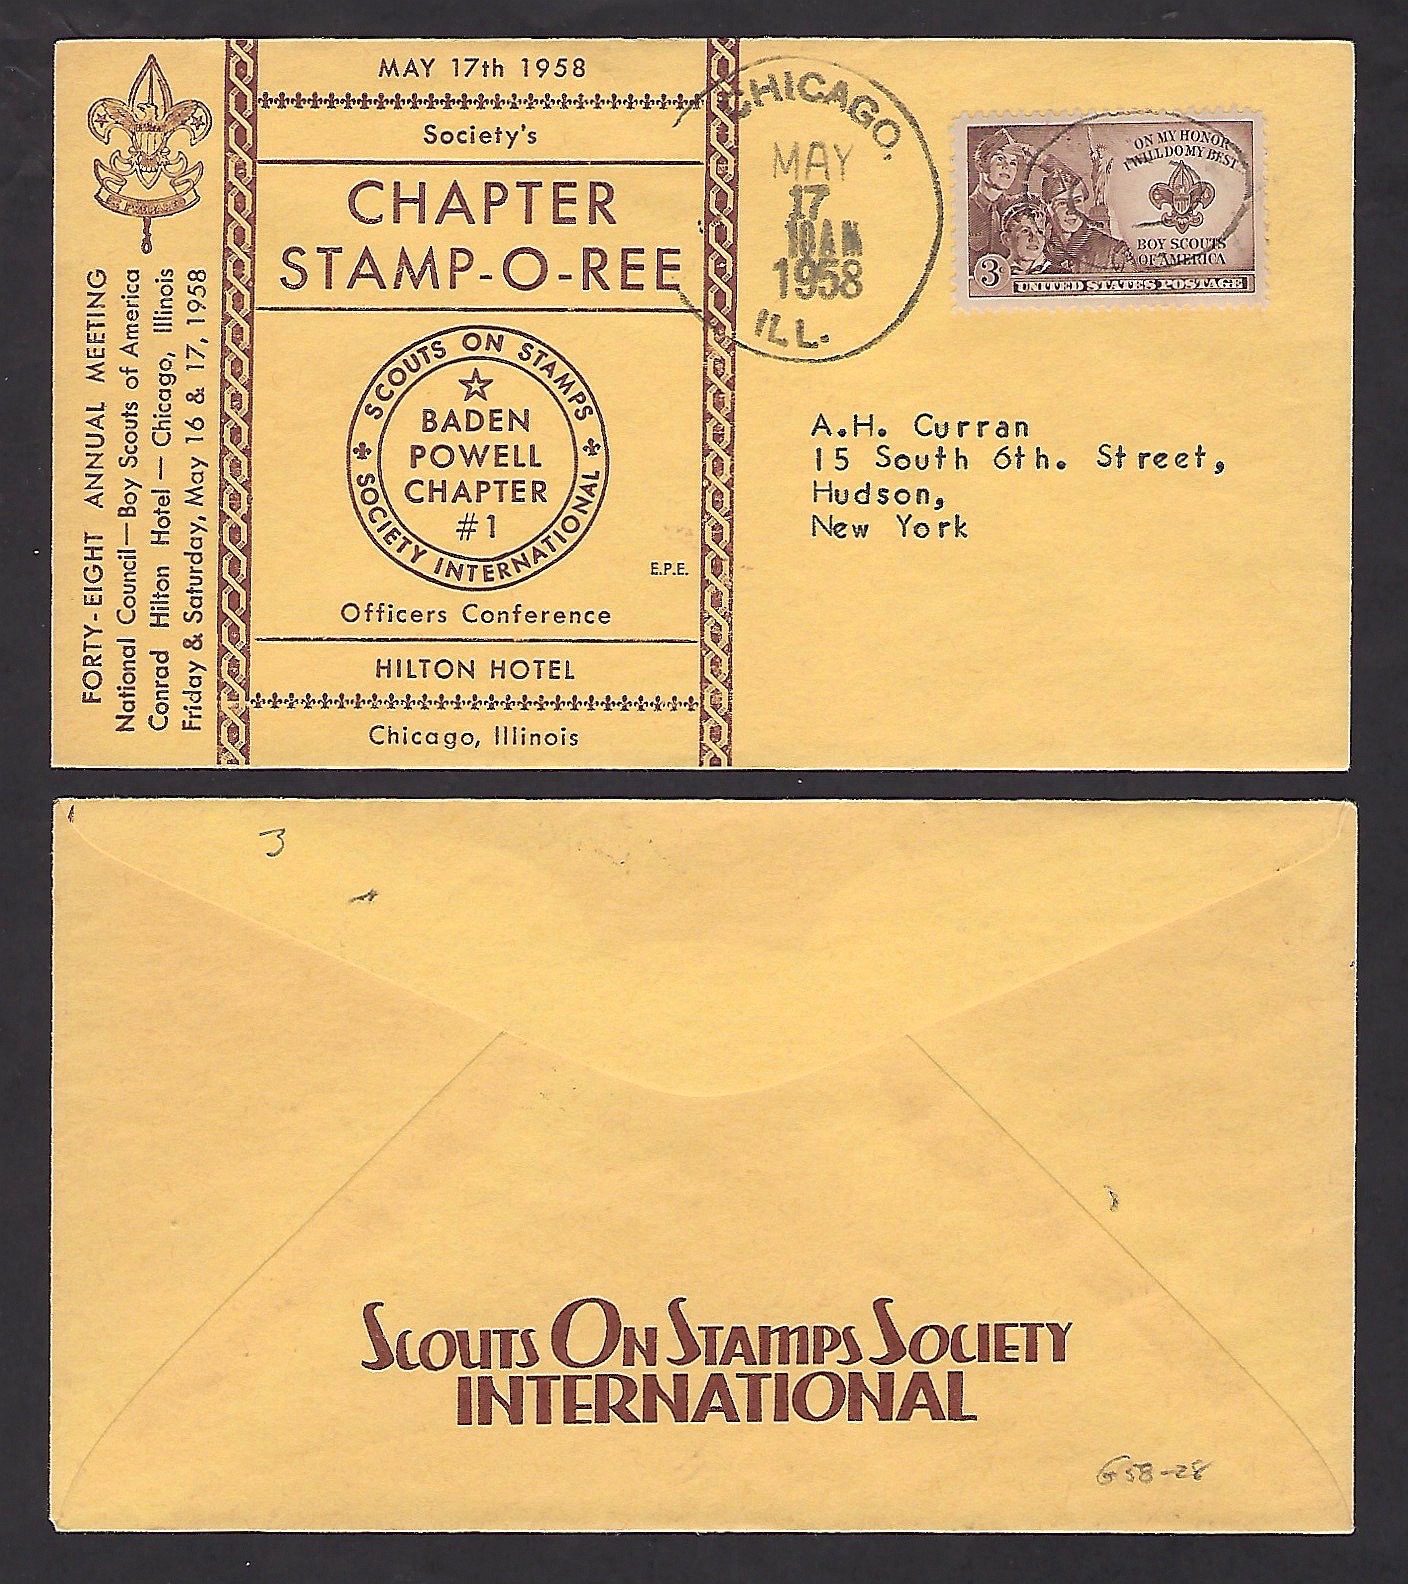 FORTY-EIGHT ANNUAL MEETING
National Council—Boy Scouts of America
Conrad Hilton Hotel — Chicago, Illinois
Friday & Saturday, May 16 & 17, 1958
MAY 17th 1958
Society's
CHAPTER
STAMP-O-REE
SCOUTS ON STAMPS
SOCIETY INTERNATIONAL
BADEN
POWELL
CHAPTER
#1
E.P.E.
Officers Conference
HILTON HOTEL
Chicago, Illinois
CHICAGO,
MAY
17
10AM
1958
ILL.
ON MY HONOR
I WILL DO MY BEST
BOY SCOUTS
OF AMERICA
3¢
UNITED STATES POSTAGE
A.H. Curran
15 South 6th. Street,
Hudson,
New York
3
SCOUTS ON STAMPS SOCIETY
INTERNATIONAL
G58-28